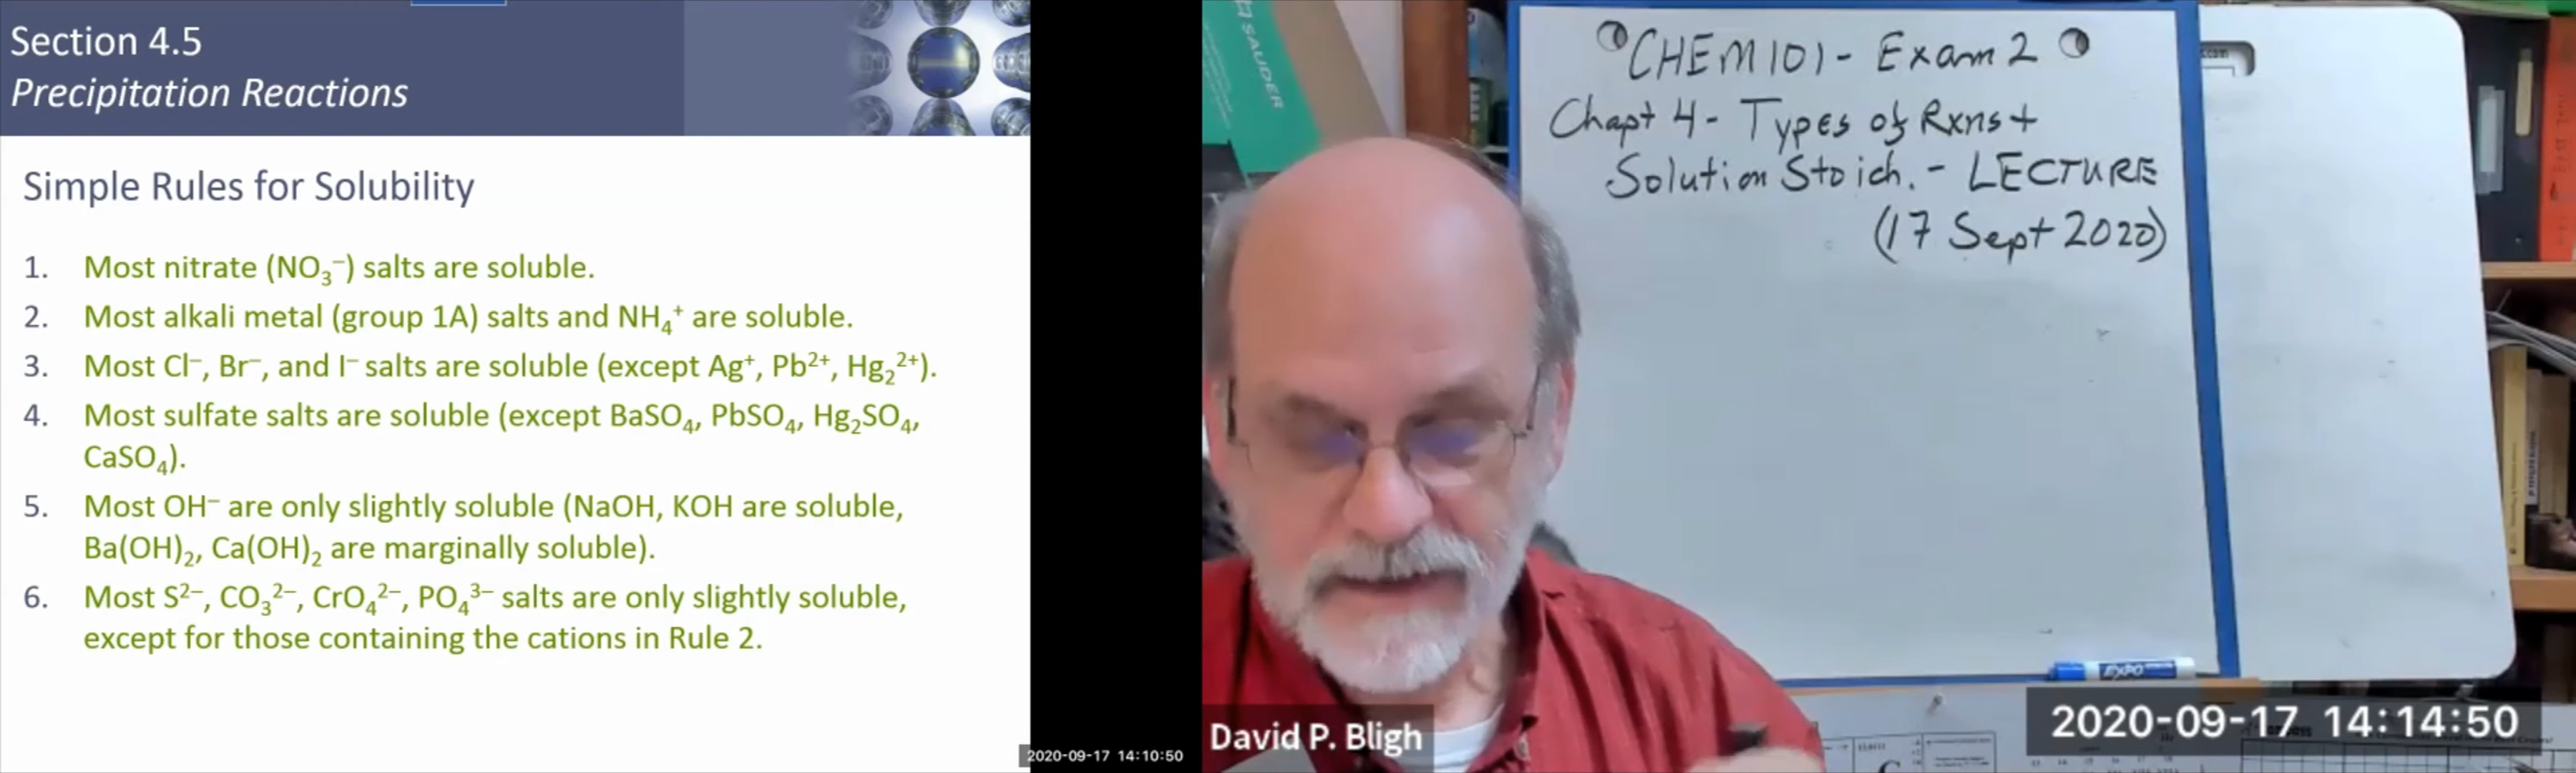 Section 4.5
Precipitation Reactions
Simple Rules for Solubility
1. Most nitrate (NO₃⁻) salts are soluble.
2. Most alkali metal (group 1A) salts and NH₄⁺ are soluble.
3. Most Cl⁻, Br⁻, and I⁻ salts are soluble (except Ag⁺, Pb²⁺, Hg₂²⁺).
4. Most sulfate salts are soluble (except BaSO₄, PbSO₄, Hg₂SO₄,
CaSO₄).
5. Most OH⁻ are only slightly soluble (NaOH, KOH are soluble,
Ba(OH)₂, Ca(OH)₂ are marginally soluble).
6. Most S²⁻, CO₃²⁻, CrO₄²⁻, PO₄³⁻ salts are only slightly soluble,
except for those containing the cations in Rule 2.
2020-09-17 14:10:50
SAUDER
CHEM 101 - Exam 2
Chapt 4 - Types of Rxns +
Solution Stoich. - LECTURE
(17 Sept 2020)
.com
EXPO
David P. Bligh
2020-09-17 14:14:50